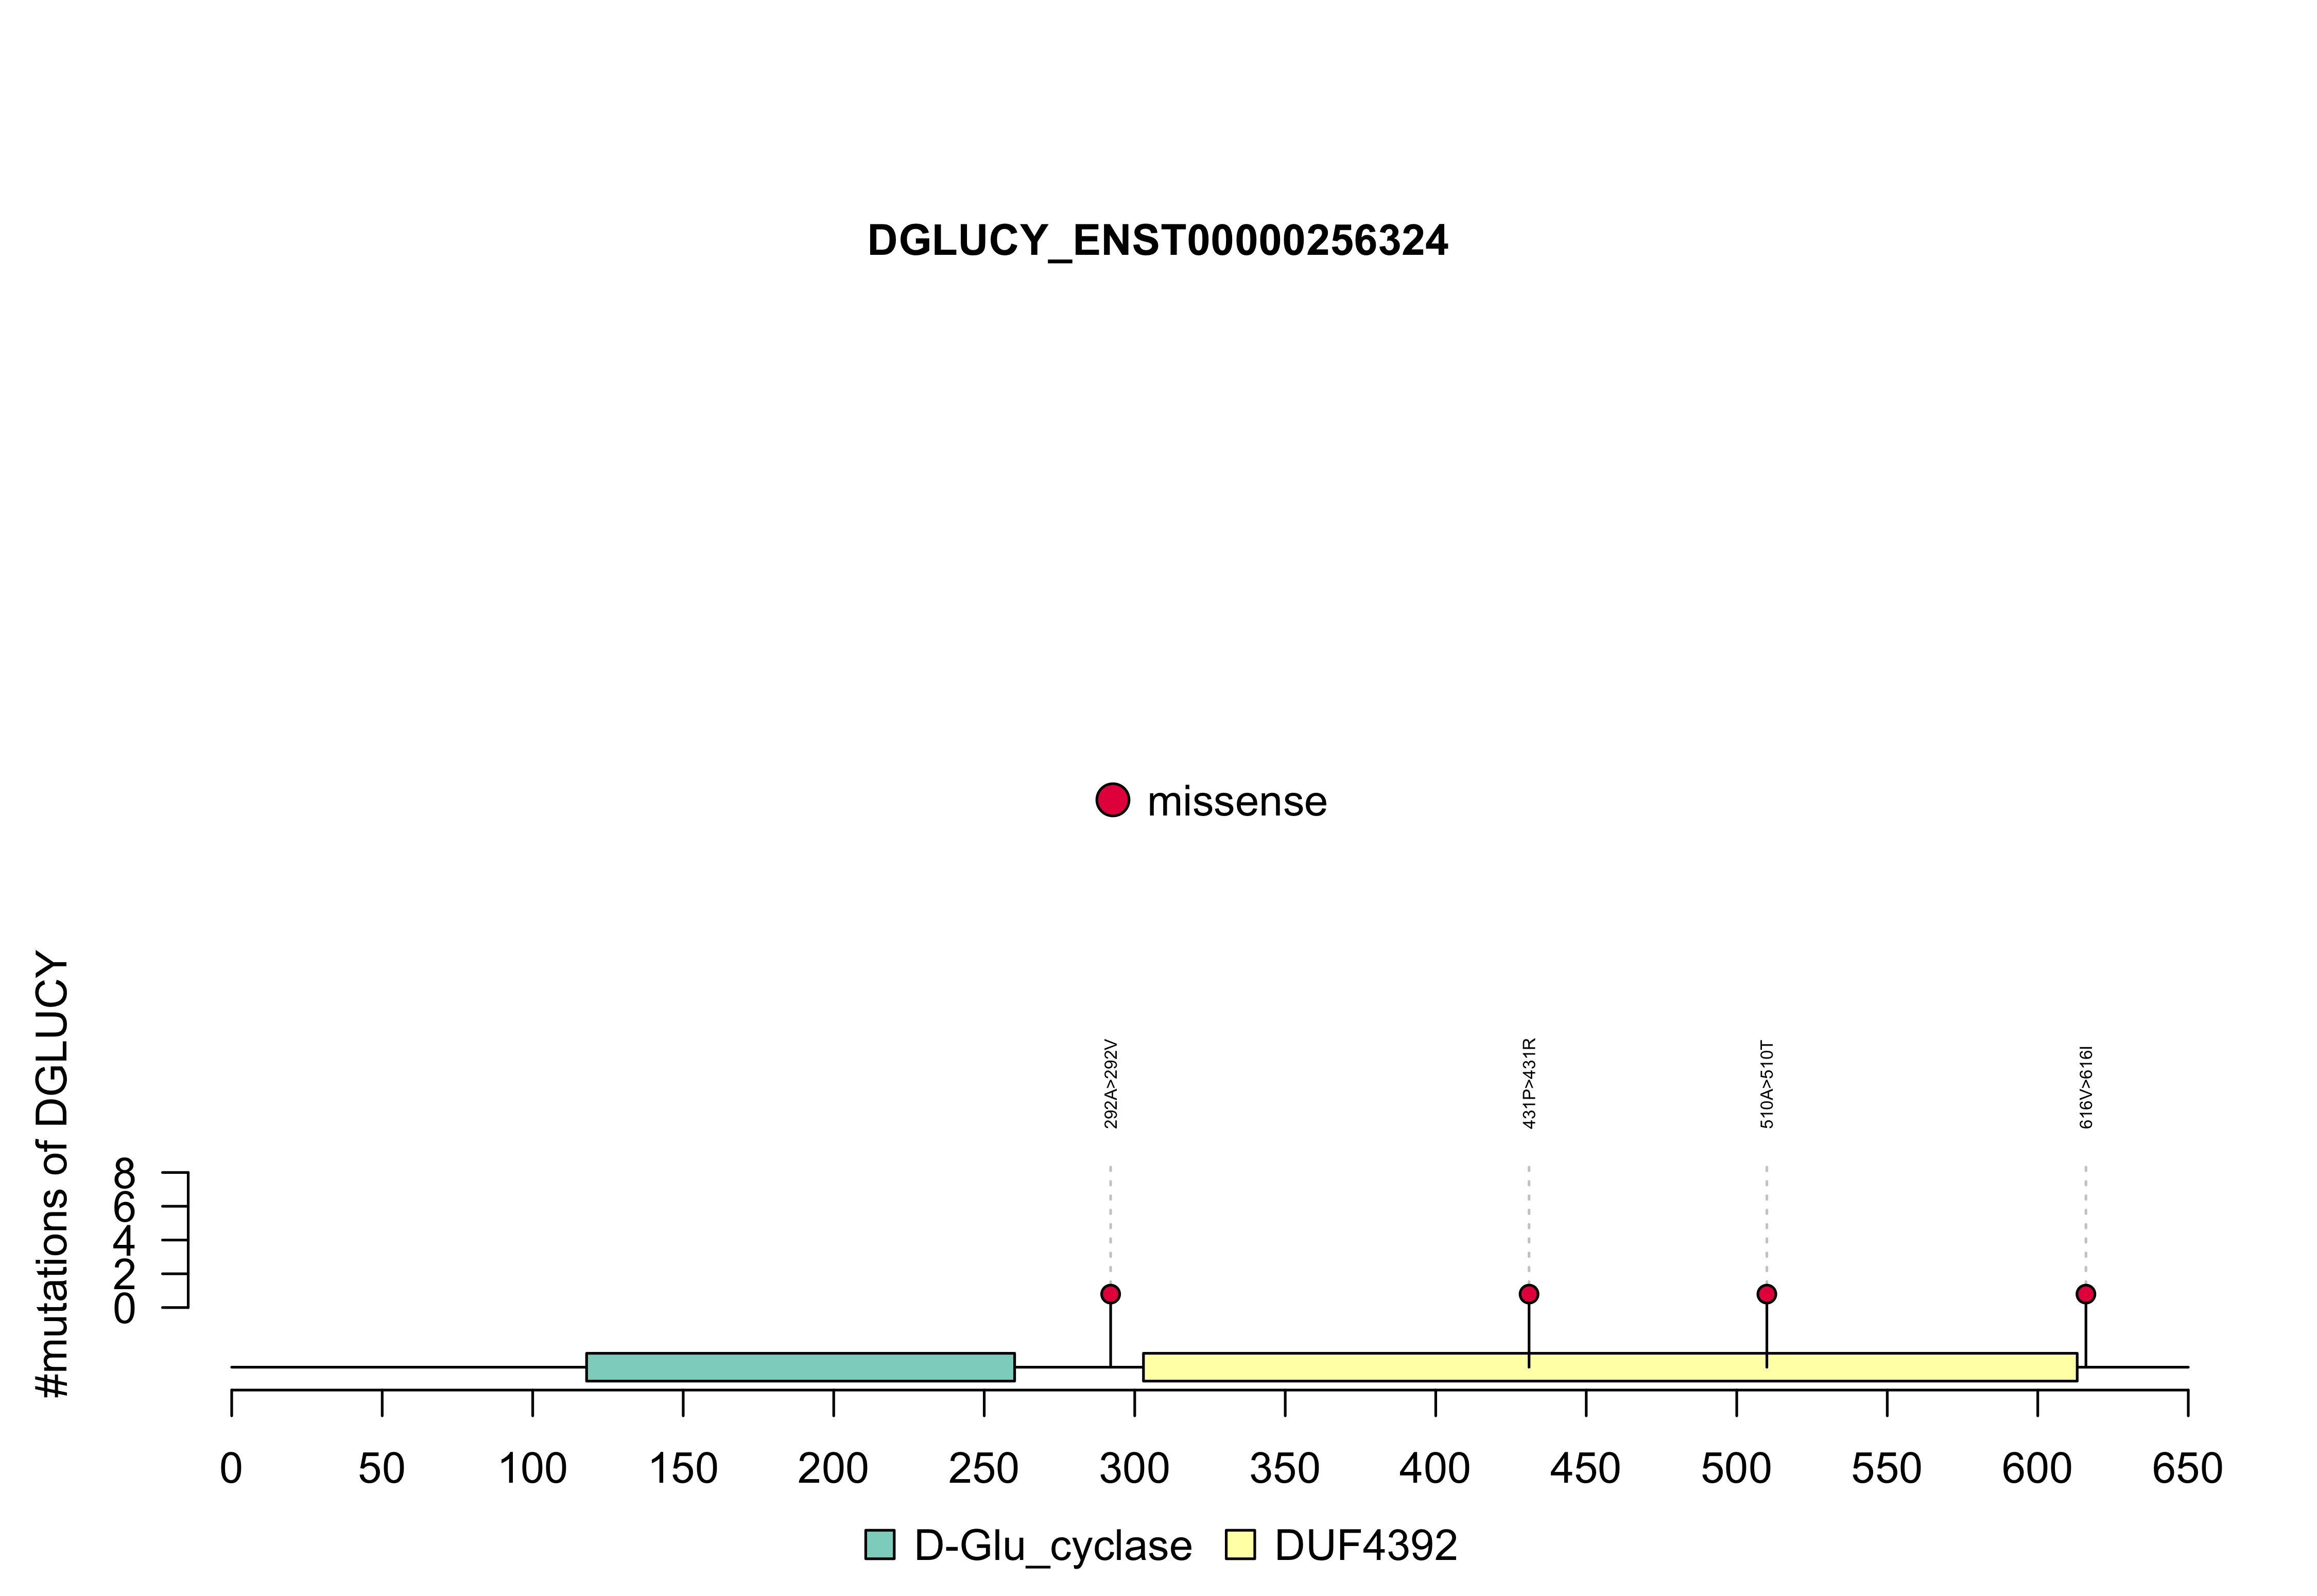 DGLUCY_ENST00000256324
missense
#mutations of DGLUCY
292A>292V
431P>431R
510A>510T
616V>616I
8
6
4
2
0
0 50 100 150 200 250 300 350 400 450 500 550 600 650
D-Glu_cyclase DUF4392